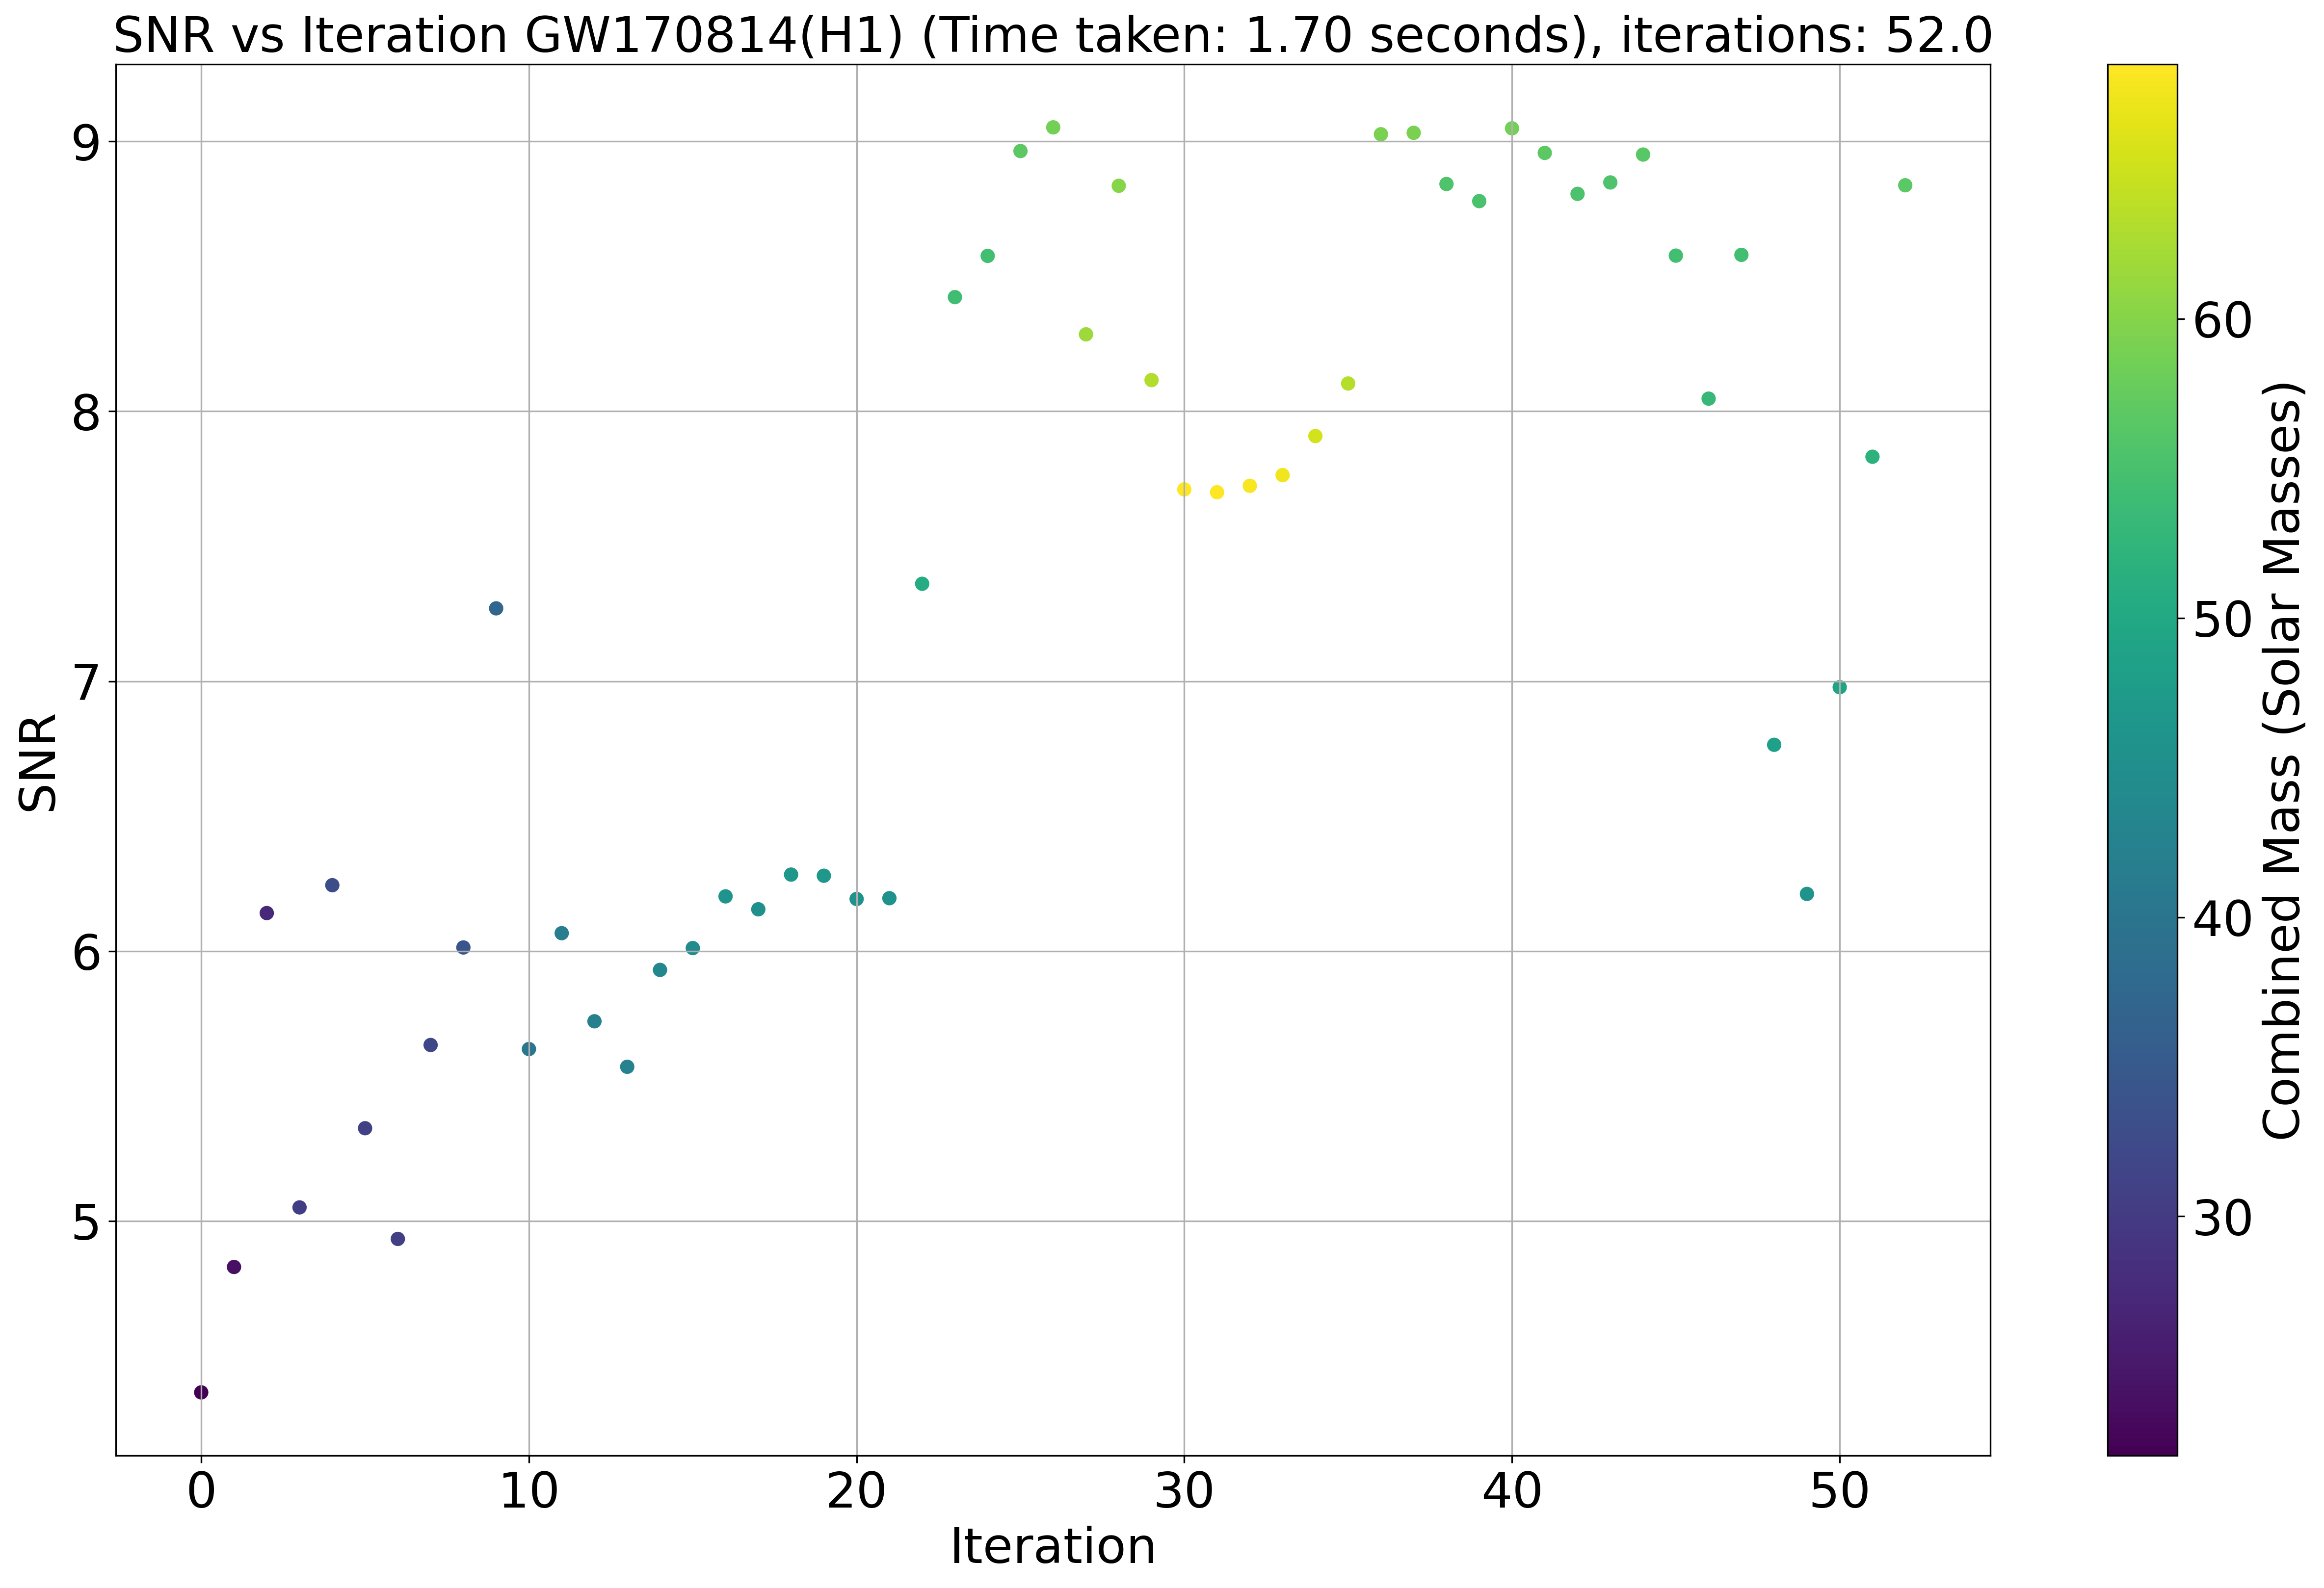 SNR vs Iteration GW170814(H1) (Time taken: 1.70 seconds), iterations: 52.0
9
8
7
6
5
SNR
0 10 20 30 40 50
Iteration
60
50
40
30
Combined Mass (Solar Masses)